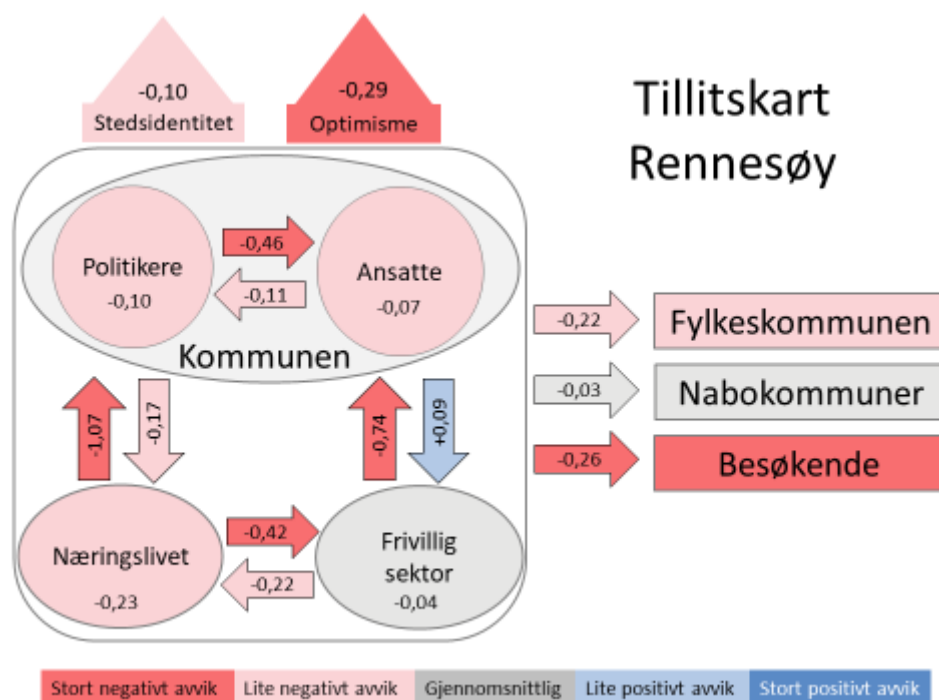 -0,10
Stedsidentitet
-0,29
Optimisme
Tillitskart
Rennesøy
Politikere
-0,10
-0,46
-0,11
Ansatte
-0,07
Kommunen
-0,22
Fylkeskommunen
-0,03
Nabokommuner
-0,26
Besøkende
-1,07
-0,17
-0,74
+0,09
Næringslivet
-0,23
-0,42
-0,22
Frivillig
sektor
-0,04
Stort negativt avvik
Lite negativt avvik
Gjennomsnittlig
Lite positivt avvik
Stort positivt avvik